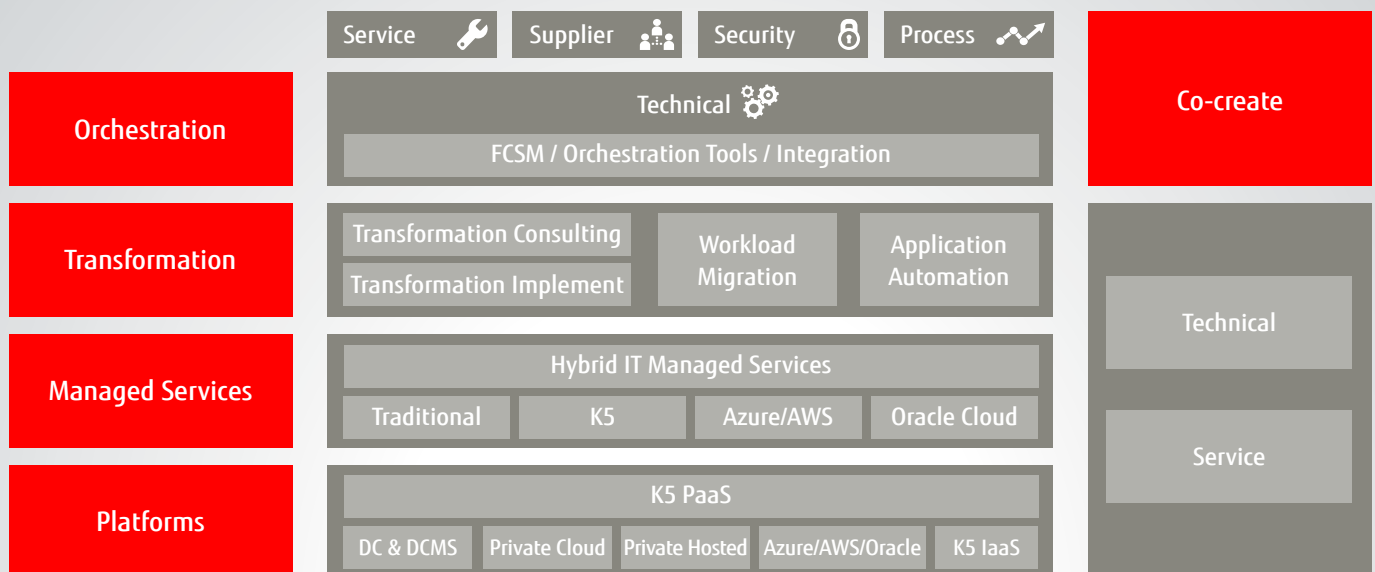 Service
Supplier
Security
Process
Orchestration
Technical
FCSM / Orchestration Tools / Integration
Co-create
Transformation
Transformation Consulting
Transformation Implement
Workload
Migration
Application
Automation
Managed Services
Hybrid IT Managed Services
Traditional
K5
Azure/AWS
Oracle Cloud
Platforms
K5 PaaS
DC & DCMS
Private Cloud
Private Hosted
Azure/AWS/Oracle
K5 IaaS
Technical
Service